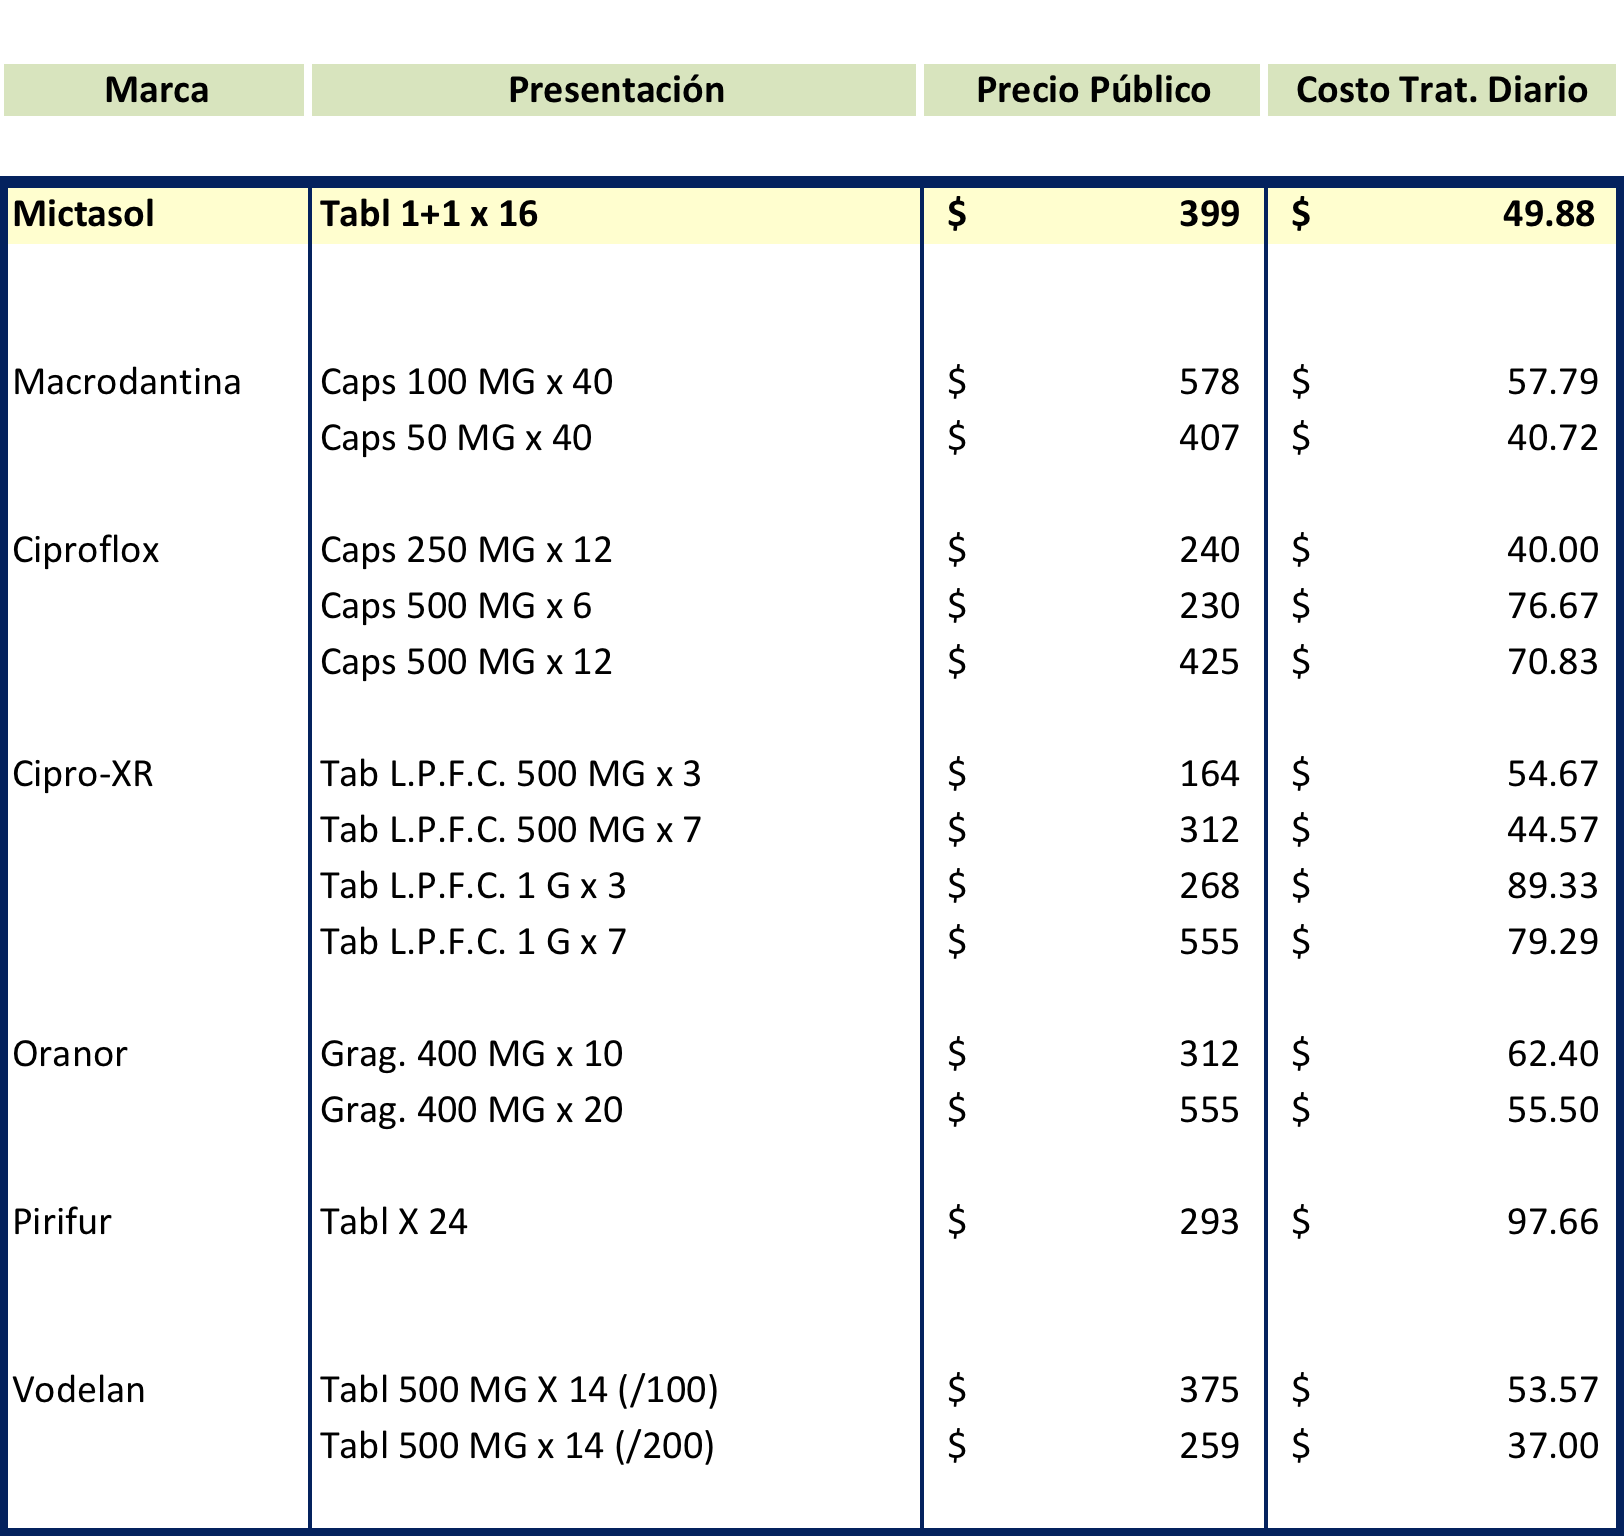 Marca Presentación Precio Público Costo Trat. Diario
Mictasol Tabl 1+1 x 16 $ 399 $ 49.88
Macrodantina Caps 100 MG x 40 $ 578 $ 57.79
Caps 50 MG x 40 $ 407 $ 40.72
Ciproflox Caps 250 MG x 12 $ 240 $ 40.00
Caps 500 MG x 6 $ 230 $ 76.67
Caps 500 MG x 12 $ 425 $ 70.83
Cipro-XR Tab L.P.F.C. 500 MG x 3 $ 164 $ 54.67
Tab L.P.F.C. 500 MG x 7 $ 312 $ 44.57
Tab L.P.F.C. 1 G x 3 $ 268 $ 89.33
Tab L.P.F.C. 1 G x 7 $ 555 $ 79.29
Oranor Grag. 400 MG x 10 $ 312 $ 62.40
Grag. 400 MG x 20 $ 555 $ 55.50
Pirifur Tabl X 24 $ 293 $ 97.66
Vodelan Tabl 500 MG X 14 (/100) $ 375 $ 53.57
Tabl 500 MG x 14 (/200) $ 259 $ 37.00